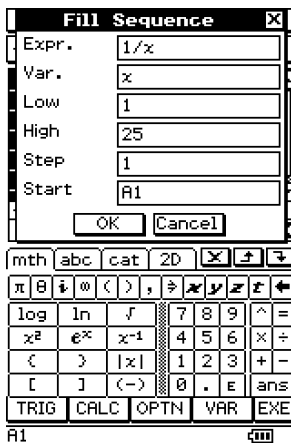 Fill Sequence X
Expr. 1/x
Var. x
Low 1
High 25
Step 1
Start A1
OK Cancel
mth abc cat 2D
π θ i ∞ ( ) , ⇒ x y z t ←
log ln √ 7 8 9 ^ =
x² eˣ x⁻¹ 4 5 6 × ÷
( ) |x| 1 2 3 + −
[ ] (−) 0 . E ans
TRIG CALC OPTN VAR EXE
A1